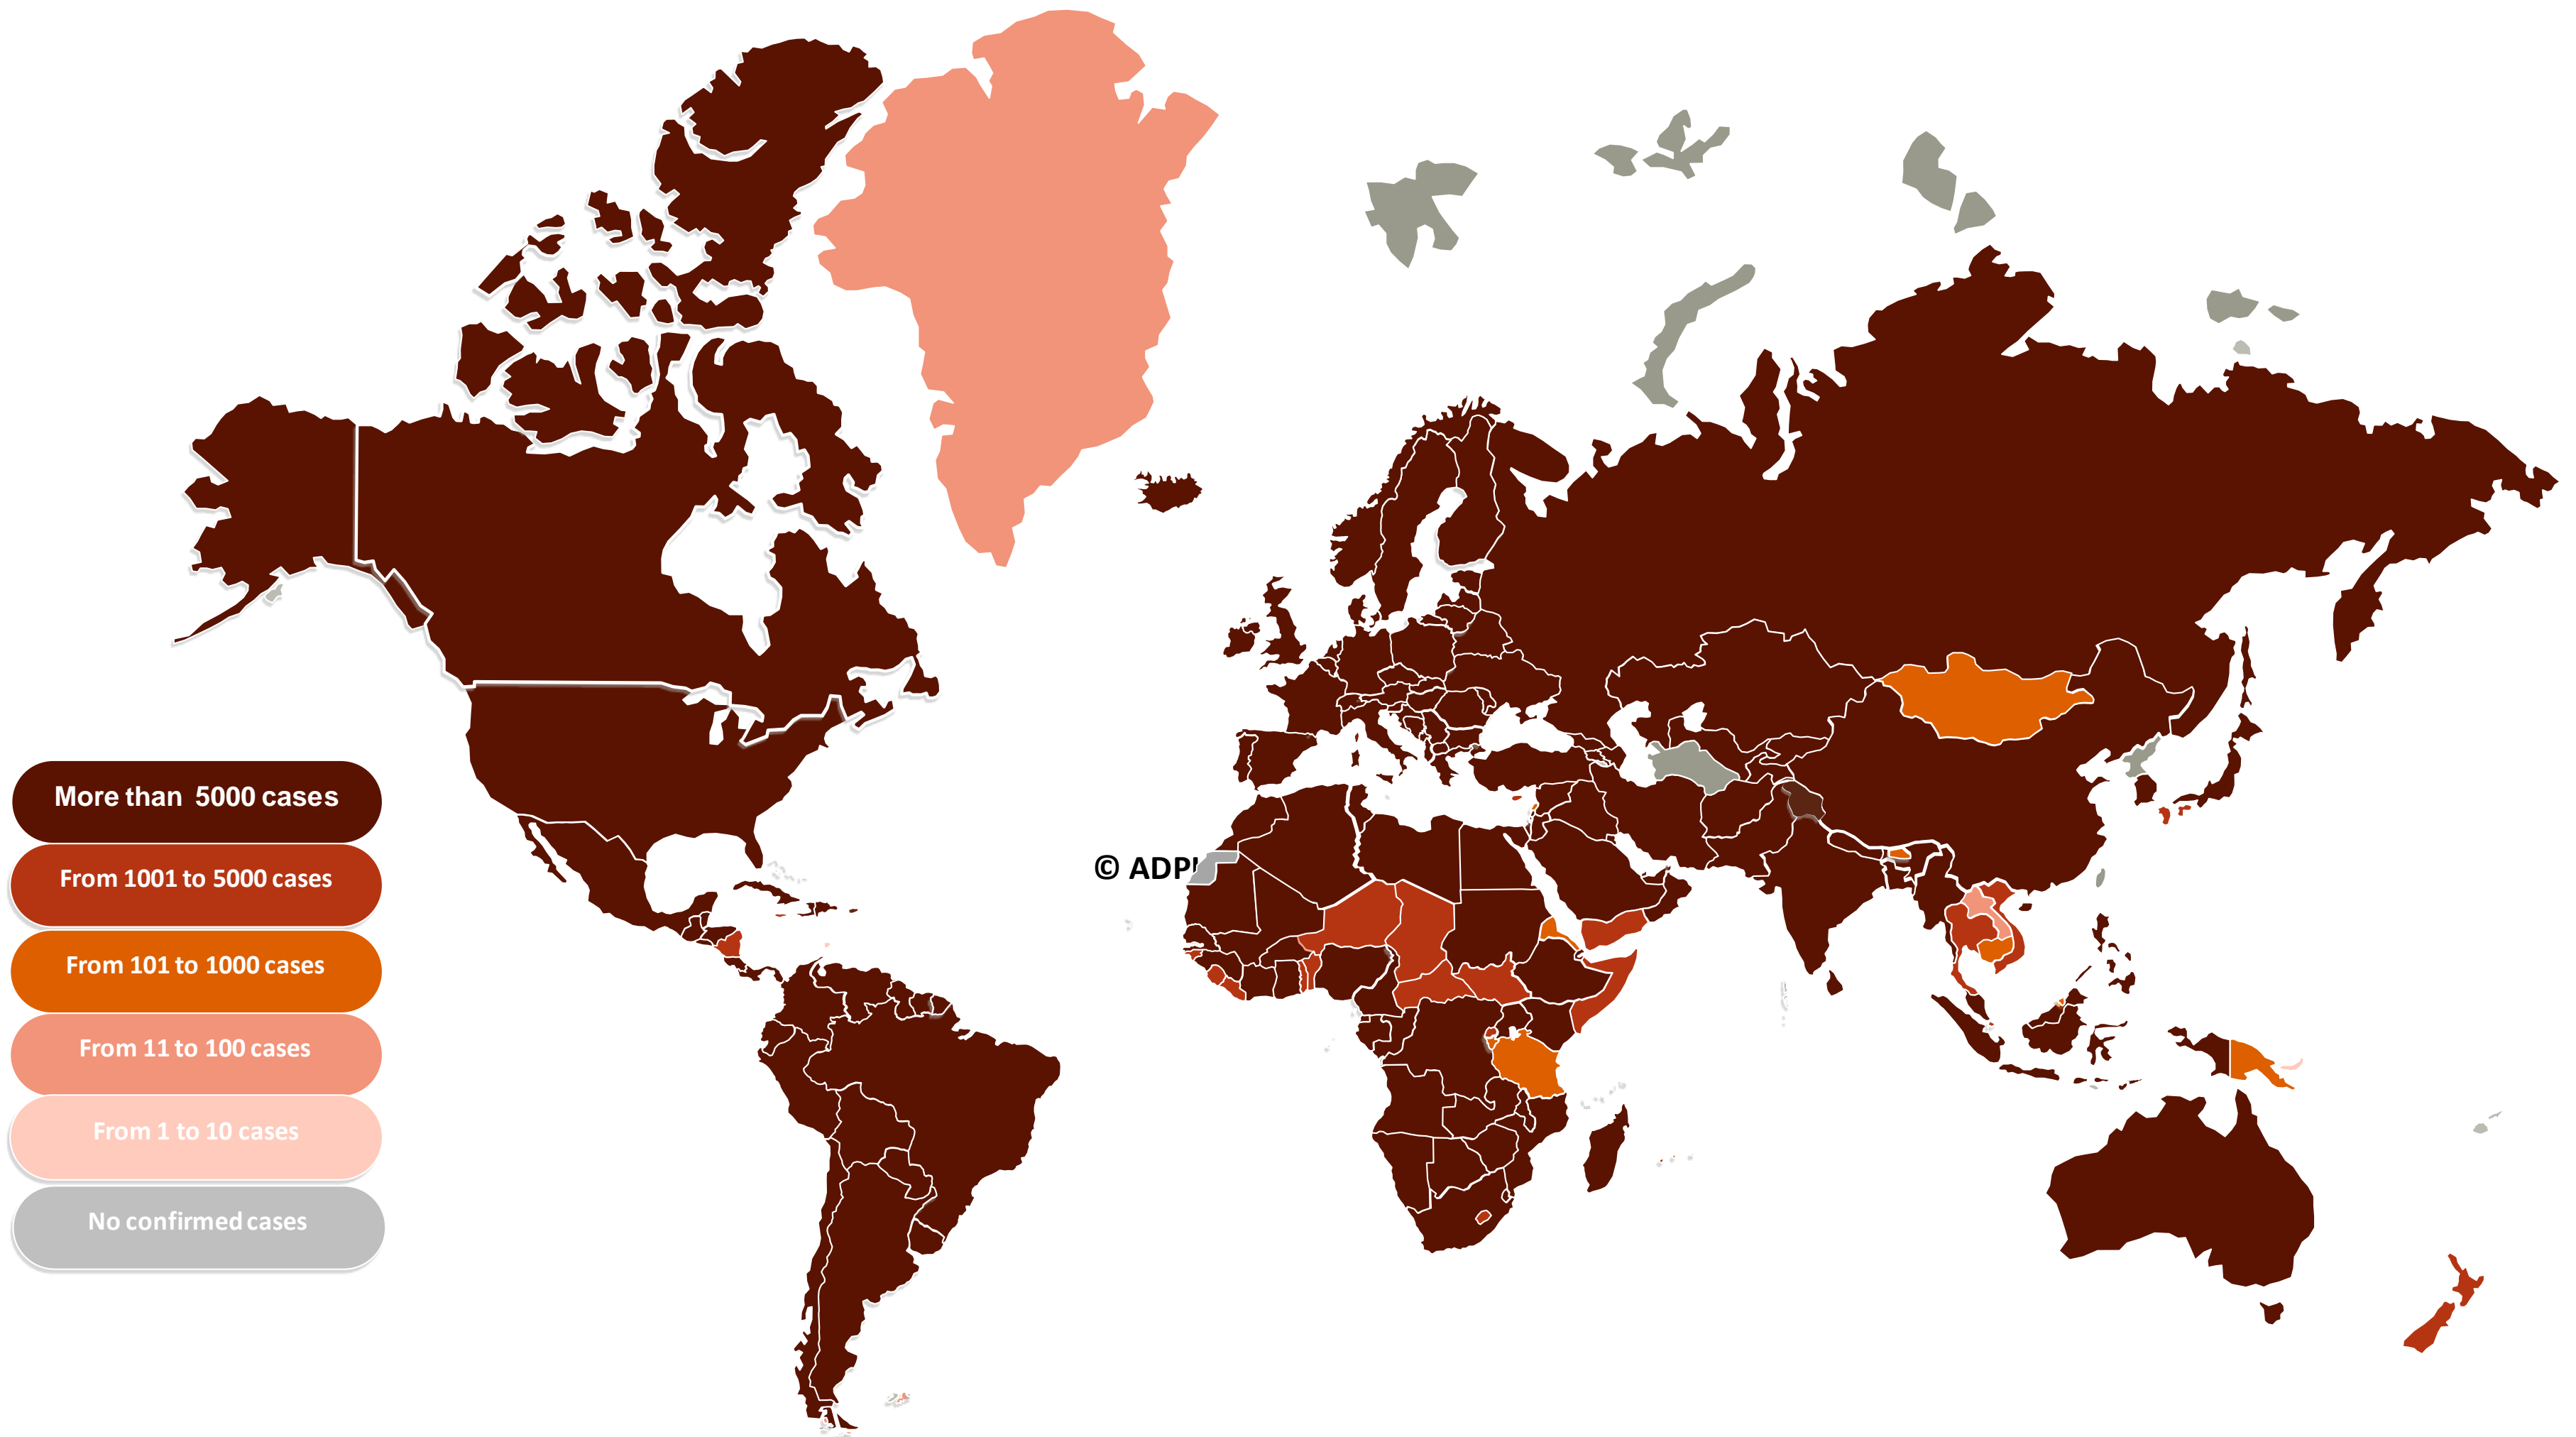 More than 5000 cases
From 1001 to 5000 cases
© ADPI
From 101 to 1000 cases
From 11 to 100 cases
From 1 to 10 cases
No confirmed cases